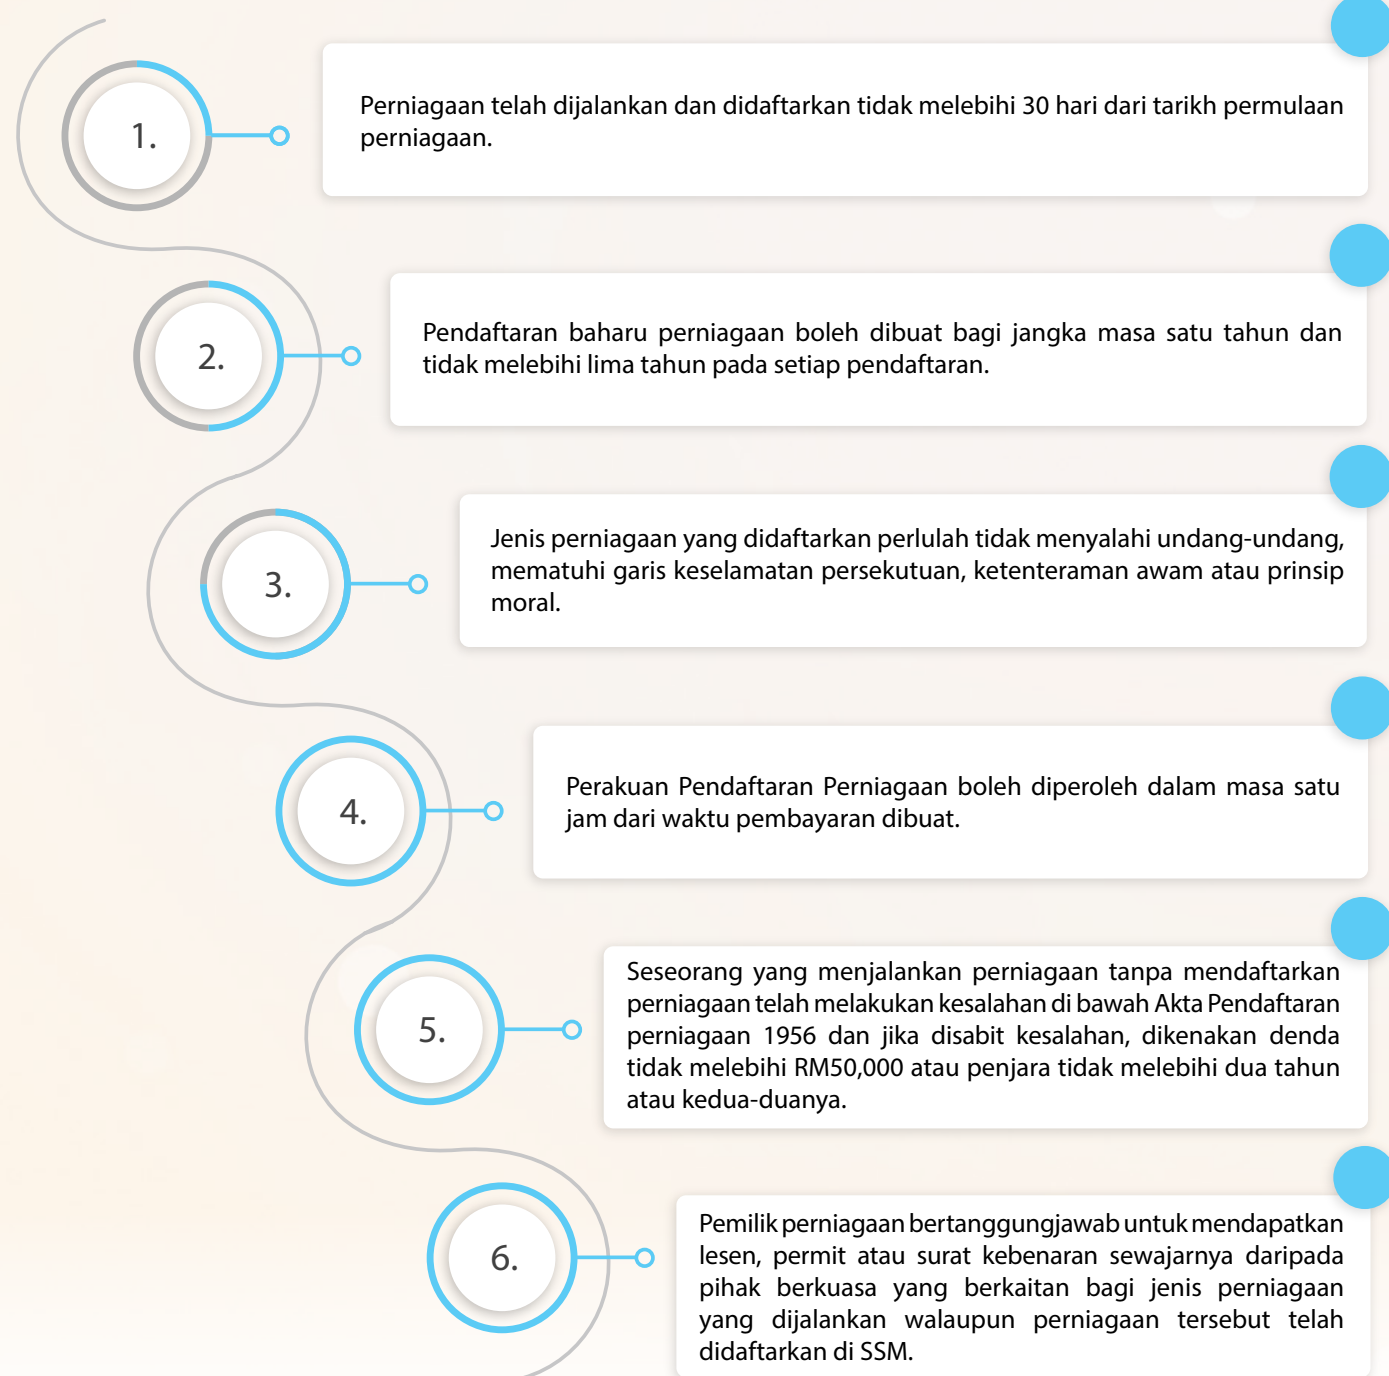 1.
Perniagaan telah dijalankan dan didaftarkan tidak melebihi 30 hari dari tarikh permulaan
perniagaan.
2.
Pendaftaran baharu perniagaan boleh dibuat bagi jangka masa satu tahun dan
tidak melebihi lima tahun pada setiap pendaftaran.
3.
Jenis perniagaan yang didaftarkan perlulah tidak menyalahi undang-undang,
mematuhi garis keselamatan persekutuan, ketenteraman awam atau prinsip
moral.
4.
Perakuan Pendaftaran Perniagaan boleh diperoleh dalam masa satu
jam dari waktu pembayaran dibuat.
5.
Seseorang yang menjalankan perniagaan tanpa mendaftarkan
perniagaan telah melakukan kesalahan di bawah Akta Pendaftaran
perniagaan 1956 dan jika disabit kesalahan, dikenakan denda
tidak melebihi RM50,000 atau penjara tidak melebihi dua tahun
atau kedua-duanya.
6.
Pemilik perniagaan bertanggungjawab untuk mendapatkan
lesen, permit atau surat kebenaran sewajarnya daripada
pihak berkuasa yang berkaitan bagi jenis perniagaan
yang dijalankan walaupun perniagaan tersebut telah
didaftarkan di SSM.